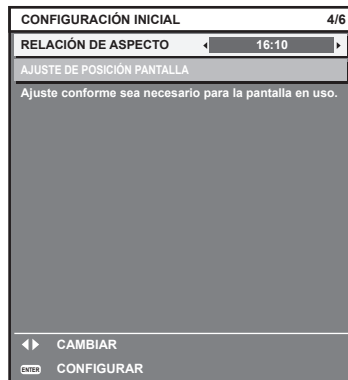 CONFIGURACIÓN INICIAL 4/6
RELACIÓN DE ASPECTO 16:10
AJUSTE DE POSICIÓN PANTALLA
Ajuste conforme sea necesario para la pantalla en uso.
CAMBIAR
ENTER CONFIGURAR